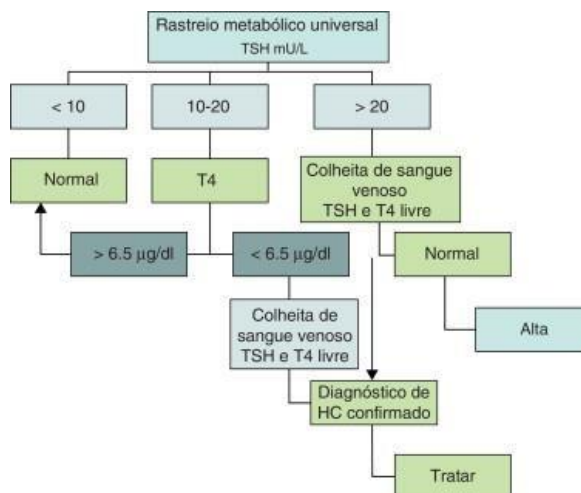 Rastreio metabólico universal
TSH mU/L
< 10
10-20
> 20
Normal
T4
Colheita de sangue
venoso
TSH e T4 livre
> 6.5 µg/dl
< 6.5 µg/dl
Normal
Colheita de
sangue venoso
TSH e T4 livre
Alta
Diagnóstico de
HC confirmado
Tratar